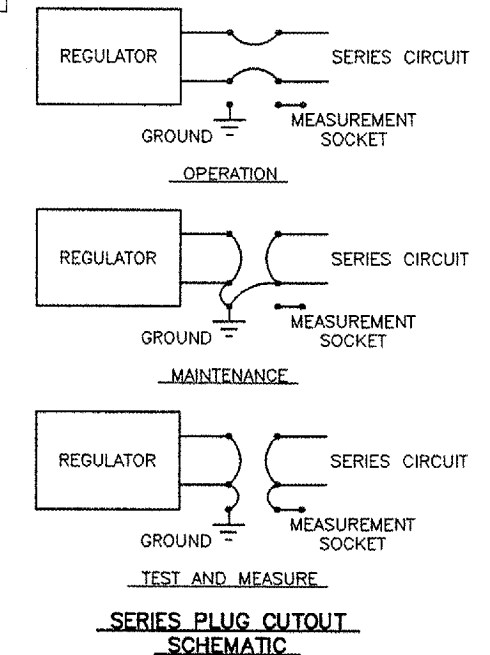 REGULATOR
SERIES CIRCUIT
GROUND
MEASUREMENT
SOCKET
OPERATION
REGULATOR
SERIES CIRCUIT
GROUND
MEASUREMENT
SOCKET
MAINTENANCE
REGULATOR
SERIES CIRCUIT
GROUND
MEASUREMENT
SOCKET
TEST AND MEASURE
SERIES PLUG CUTOUT
SCHEMATIC